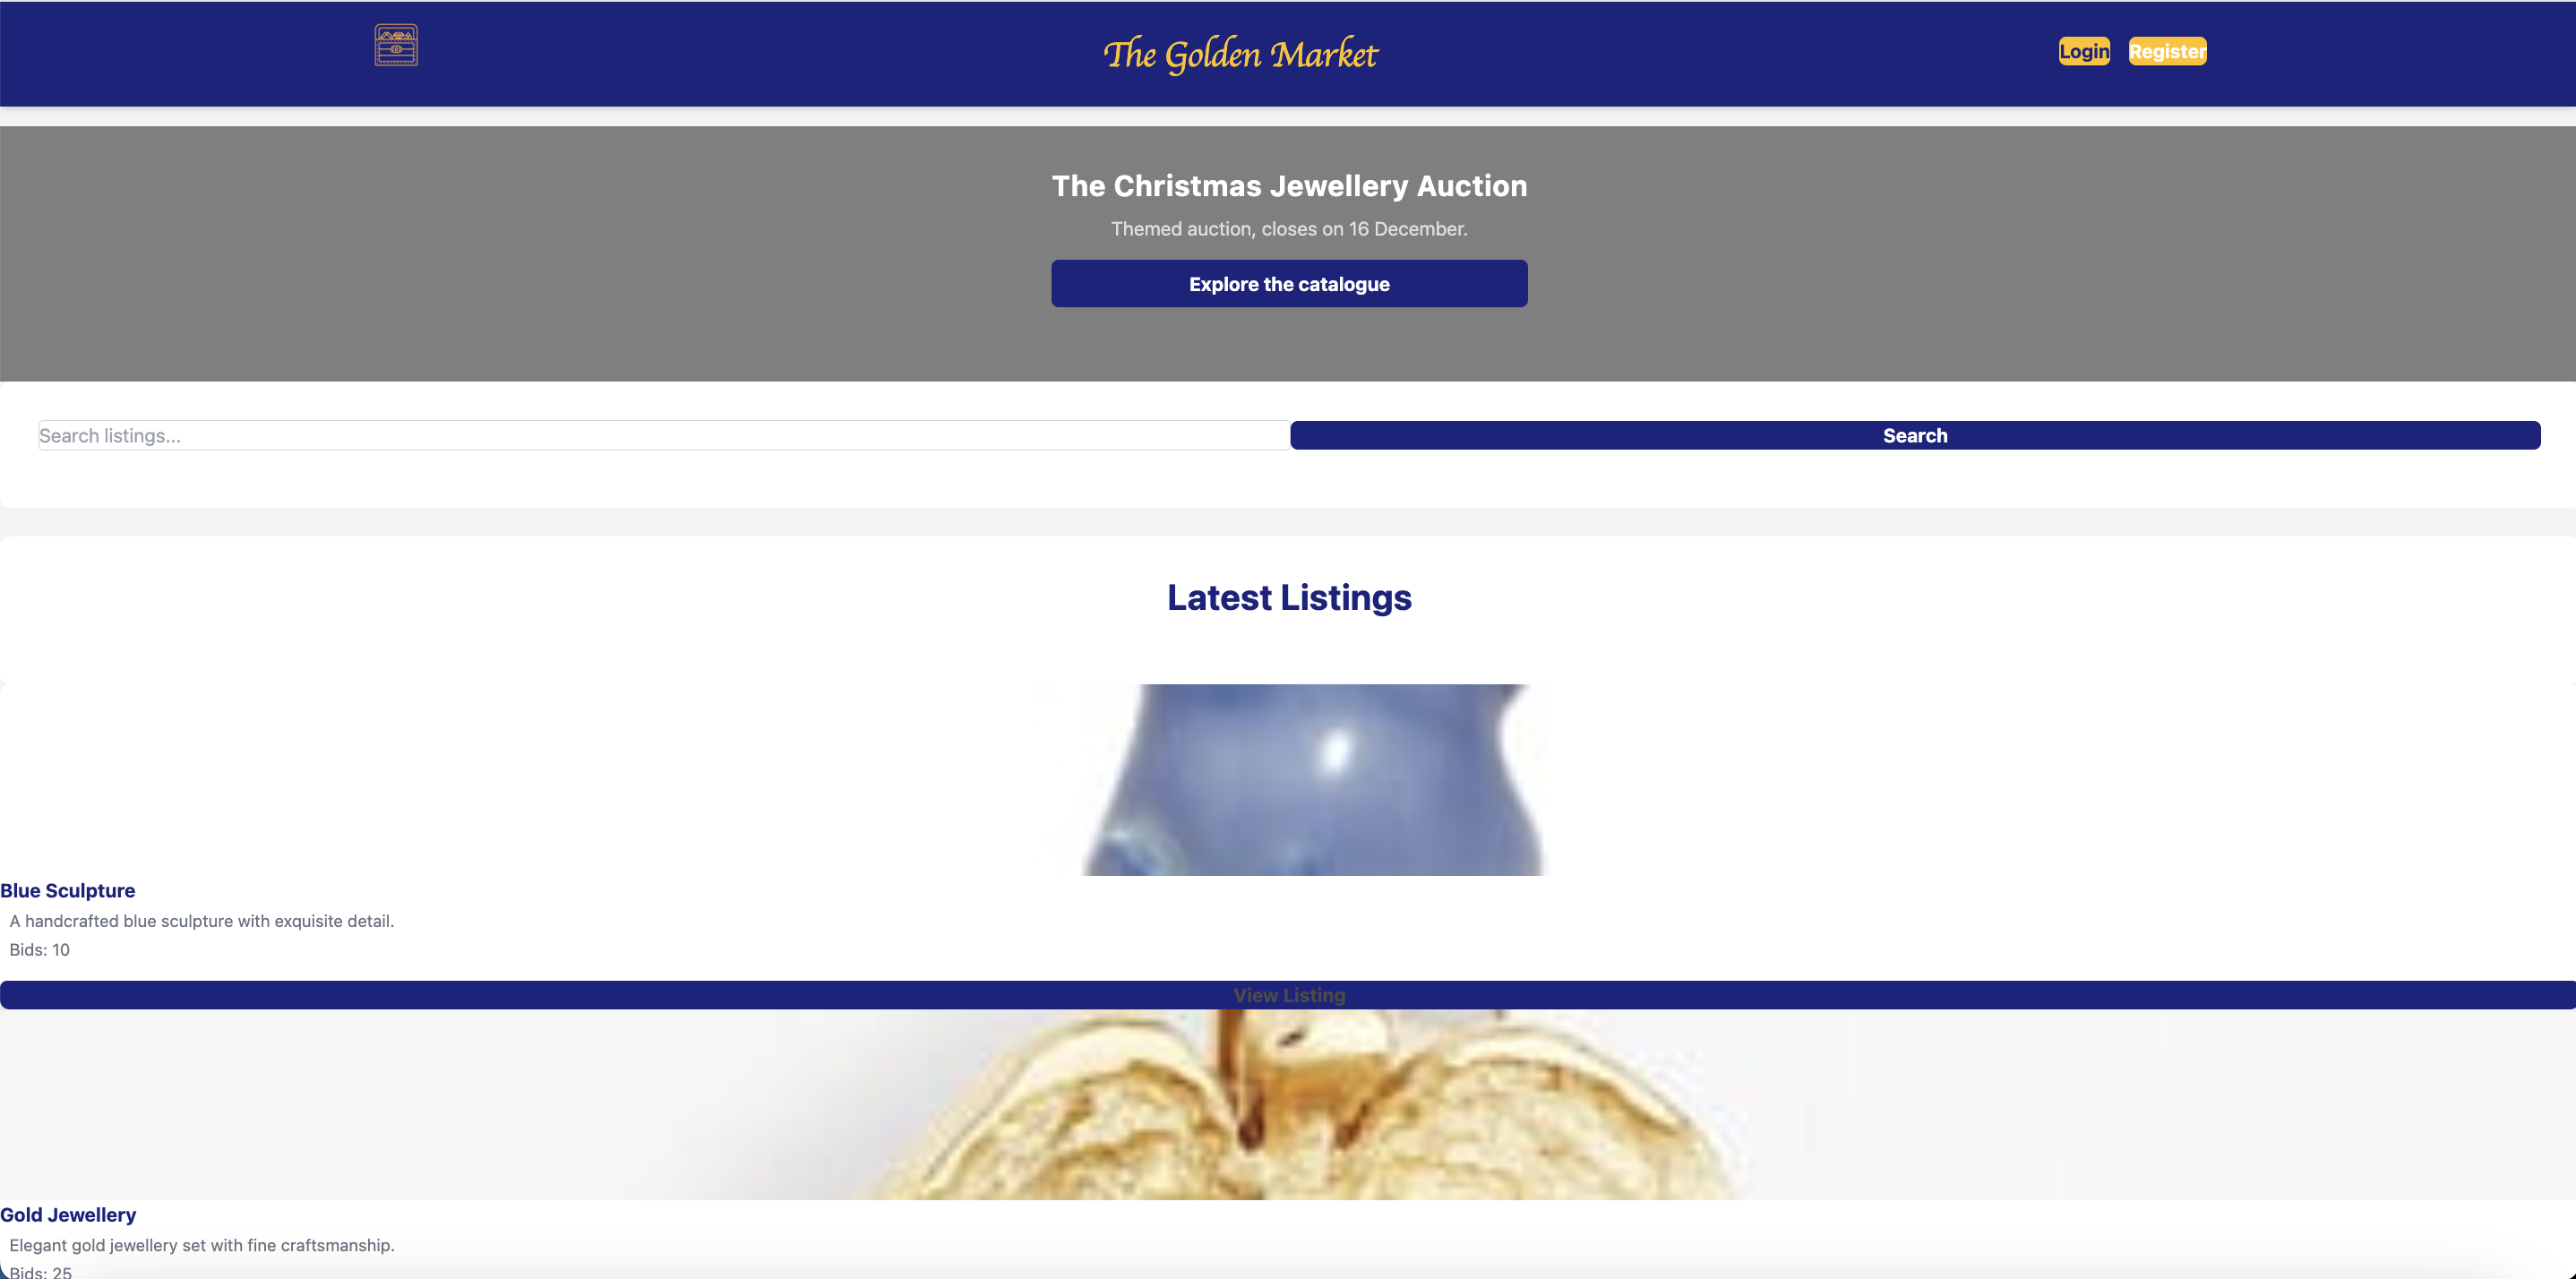 The Golden Market
Login Register
The Christmas Jewellery Auction
Themed auction, closes on 16 December.
Explore the catalogue
Search listings...
Search
Latest Listings
Blue Sculpture
A handcrafted blue sculpture with exquisite detail.
Bids: 10
View Listing
Gold Jewellery
Elegant gold jewellery set with fine craftsmanship.
Bids: 25